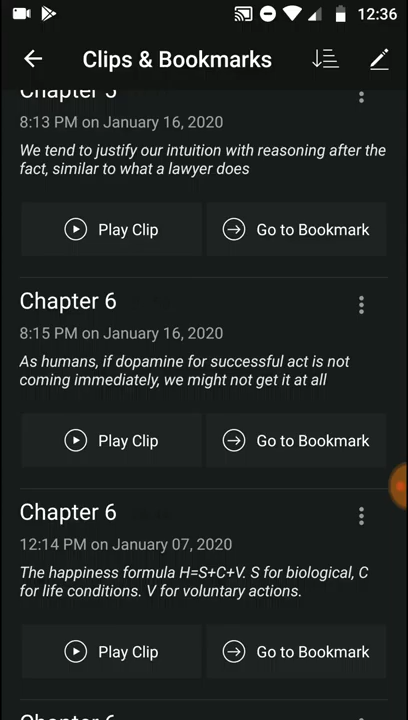 12:36
Clips & Bookmarks
Chapter 5
8:13 PM on January 16, 2020
We tend to justify our intuition with reasoning after the
fact, similar to what a lawyer does
Play Clip
Go to Bookmark
Chapter 6
8:15 PM on January 16, 2020
As humans, if dopamine for successful act is not
coming immediately, we might not get it at all
Play Clip
Go to Bookmark
Chapter 6
12:14 PM on January 07, 2020
The happiness formula H=S+C+V. S for biological, C
for life conditions. V for voluntary actions.
Play Clip
Go to Bookmark
Chapter 6